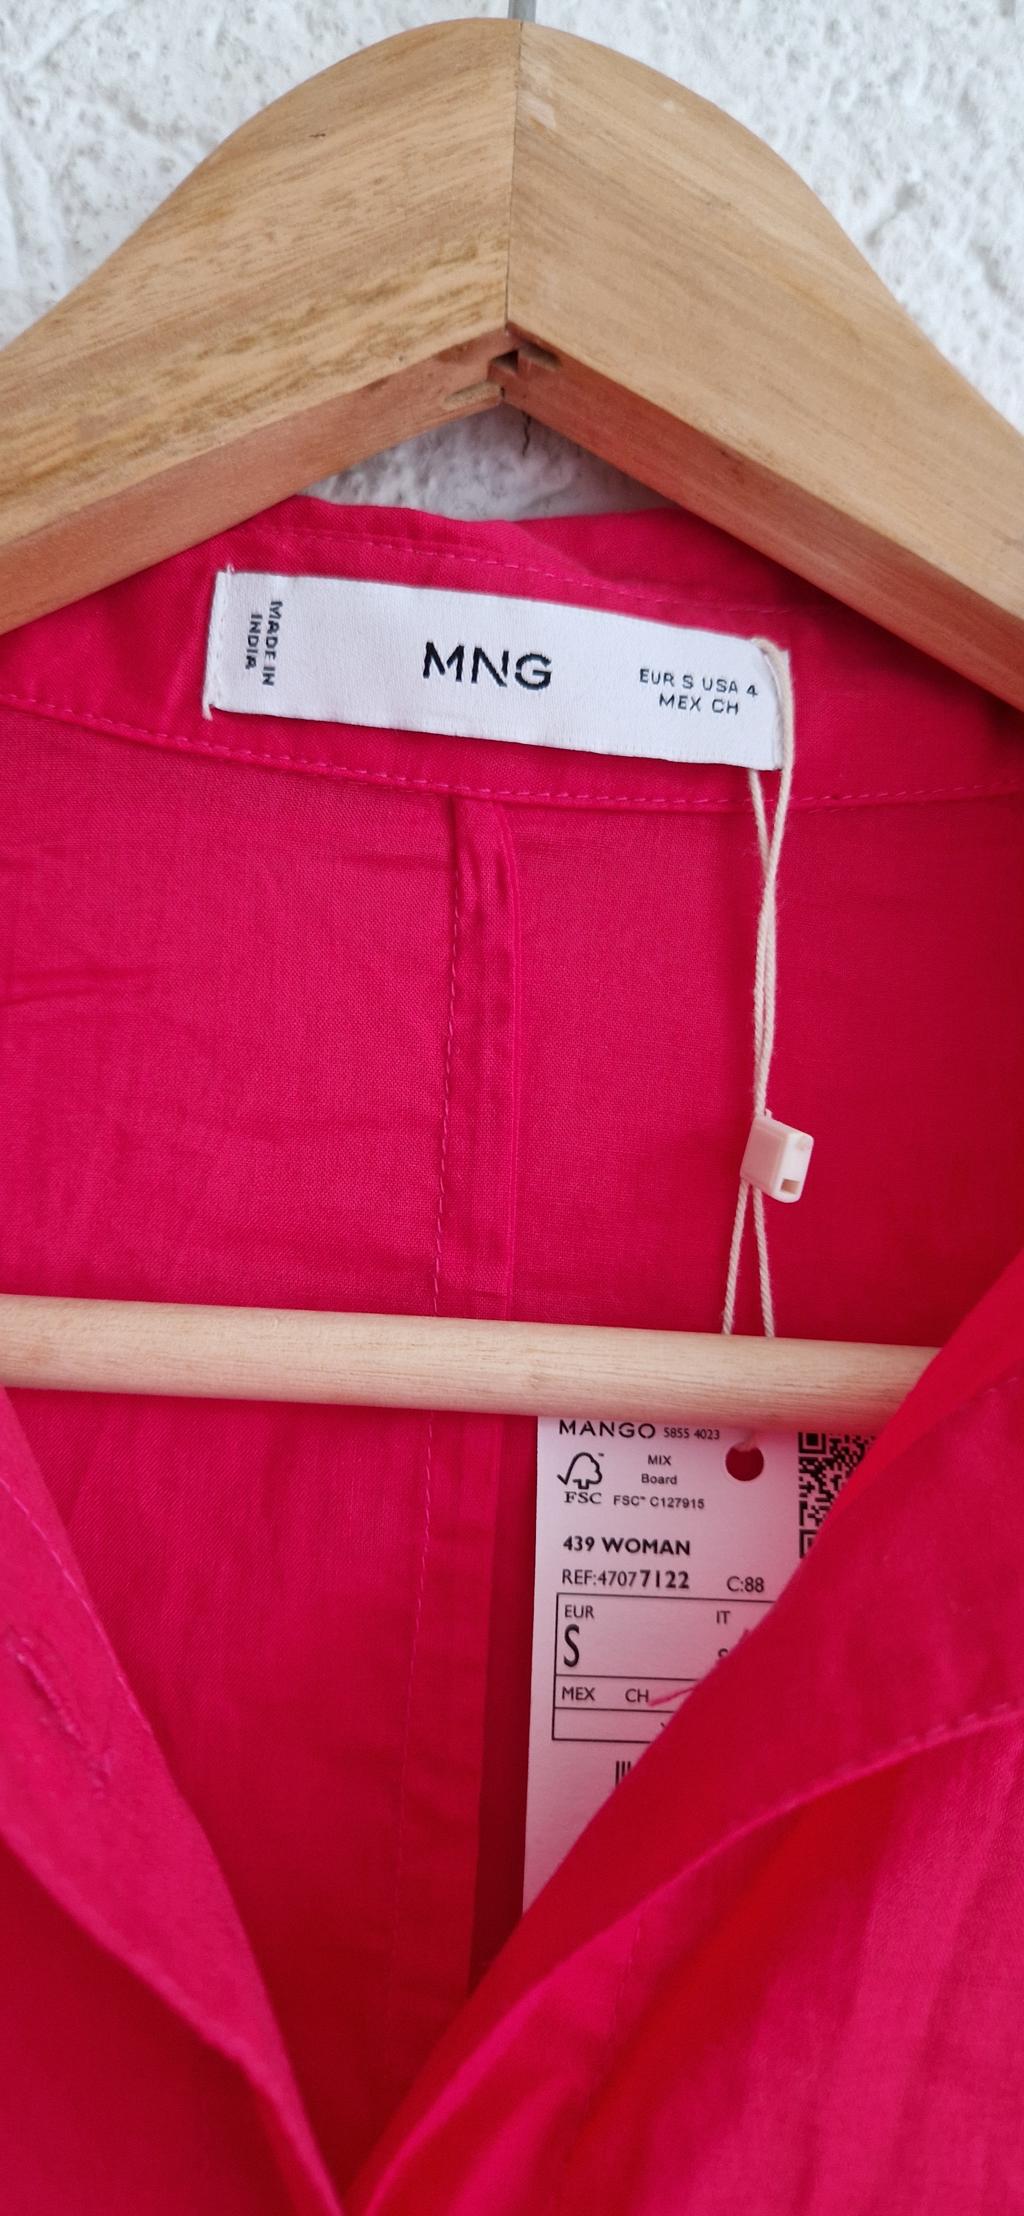 MADE IN
INDIA
MNG
EUR S USA 4
MEX CH
MANGO 5855 4023
MIX
Board
FSC™ C127915
FSC
439 WOMAN
REF:47077122 C:88
EUR IT
S
MEX CH